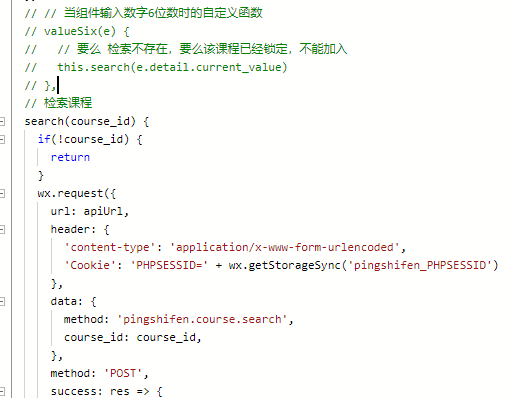 // // 当组件输入数字6位数时的自定义函数
// valueSix(e) {
//   // 要么 检索不存在，要么该课程已经锁定，不能加入
//   this.search(e.detail.current_value)
// },
// 检索课程
search(course_id) {
  if(!course_id) {
    return
  }
  wx.request({
    url: apiUrl,
    header: {
      'content-type': 'application/x-www-form-urlencoded',
      'Cookie': 'PHPSESSID=' + wx.getStorageSync('pingshifen_PHPSESSID')
    },
    data: {
      method: 'pingshifen.course.search',
      course_id: course_id,
    },
    method: 'POST',
    success: res => {